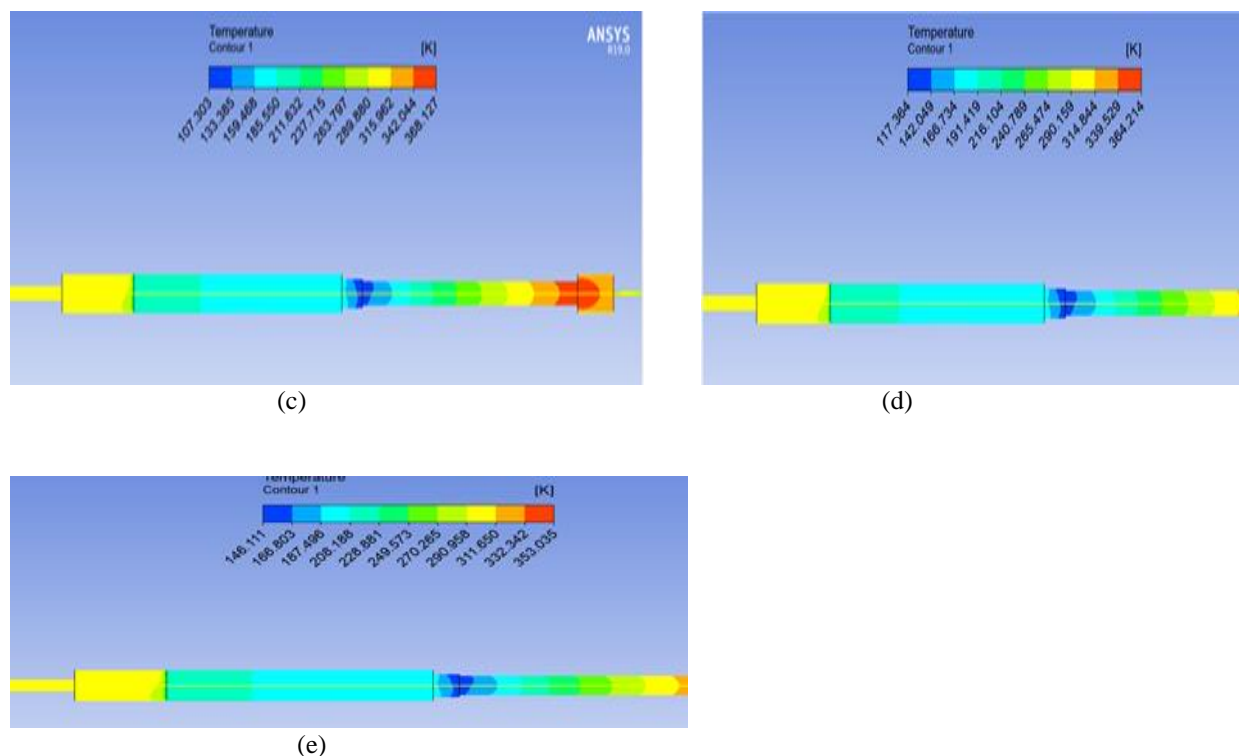 Temperature
Contour 1
[K]
ANSYS
R19.0
107.303
133.385
159.468
185.550
211.632
237.715
263.797
289.880
315.962
342.044
368.127
(c)
Temperature
Contour 1
[K]
117.364
142.049
166.734
191.419
216.104
240.789
265.474
290.159
314.844
339.529
364.214
(d)
Temperature
Contour 1
[K]
146.111
166.803
187.496
208.188
228.881
249.573
270.265
290.958
311.650
332.342
353.035
(e)